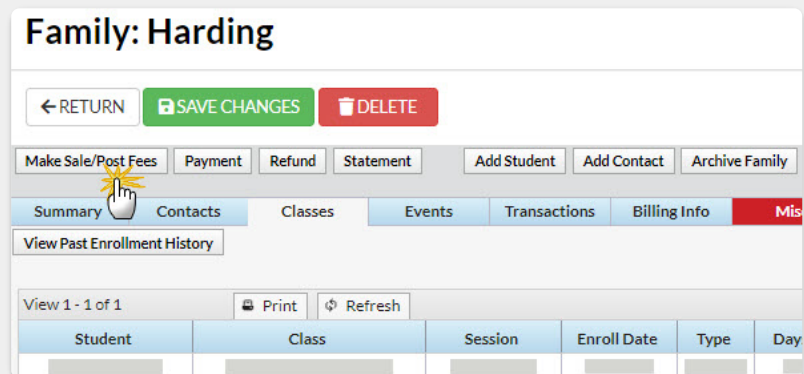 Family: Harding
RETURN SAVE CHANGES DELETE
Make Sale/Post Fees Payment Refund Statement Add Student Add Contact Archive Family
Summary Contacts Classes Events Transactions Billing Info
View Past Enrollment History
View 1 - 1 of 1 Print Refresh
Student Class Session Enroll Date Type